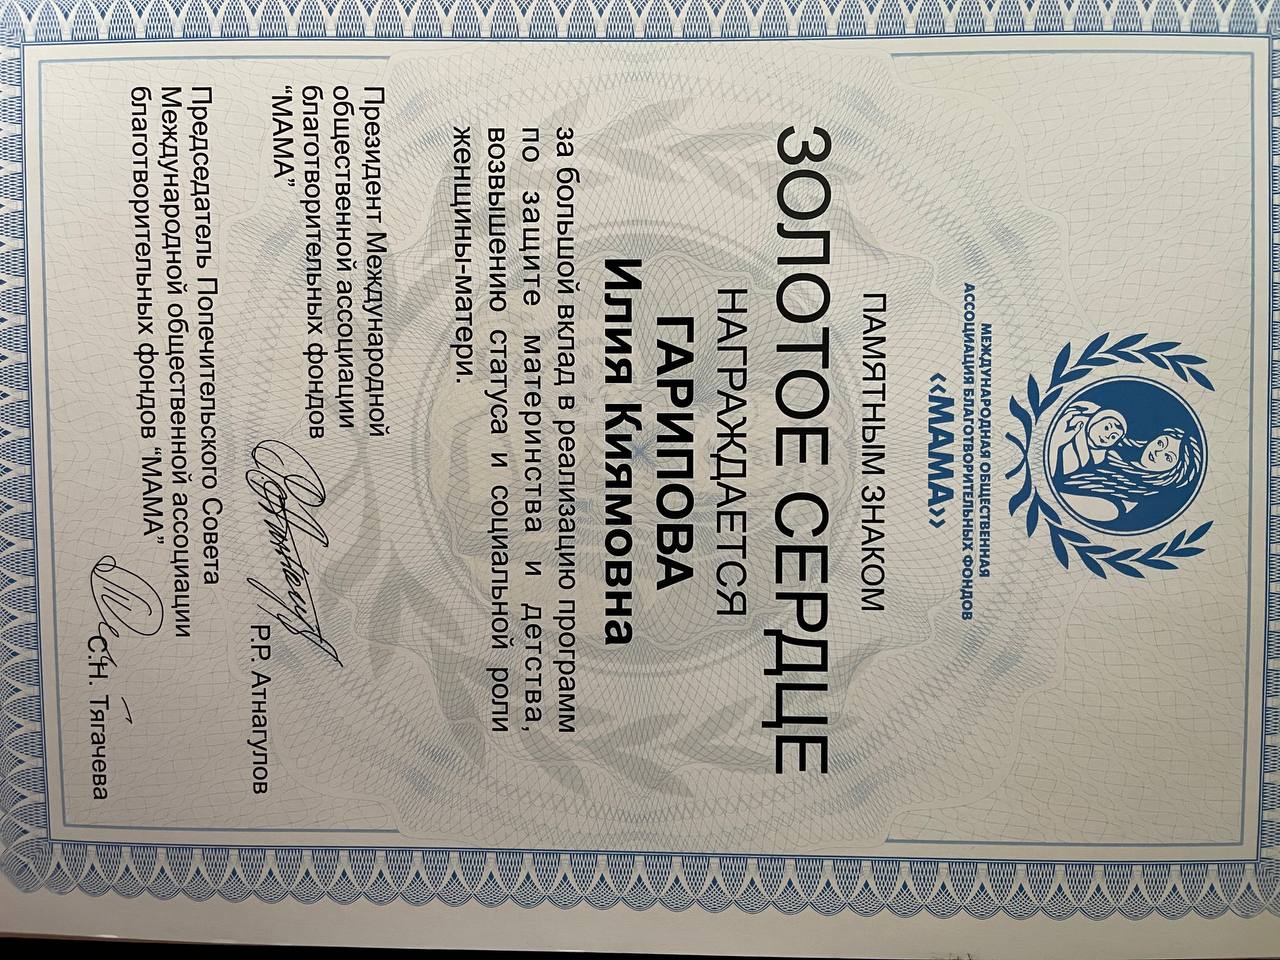 МЕЖДУНАРОДНАЯ ОБЩЕСТВЕННАЯ
АССОЦИАЦИЯ БЛАГОТВОРИТЕЛЬНЫХ ФОНДОВ
«МАМА»
ПАМЯТНЫМ ЗНАКОМ
ЗОЛОТОЕ СЕРДЦЕ
НАГРАЖДАЕТСЯ
ГАРИПОВА
Илия Киямовна
за большой вклад в реализацию программ
по защите материнства и детства,
возвышению статуса и социальной роли
женщины-матери.
Президент Международной
общественной ассоциации
благотворительных фондов
“МАМА”
Р.Р. Атнагулов
Председатель Попечительского Совета
Международной общественной ассоциации
благотворительных фондов “МАМА”
С.Н. Тягачева